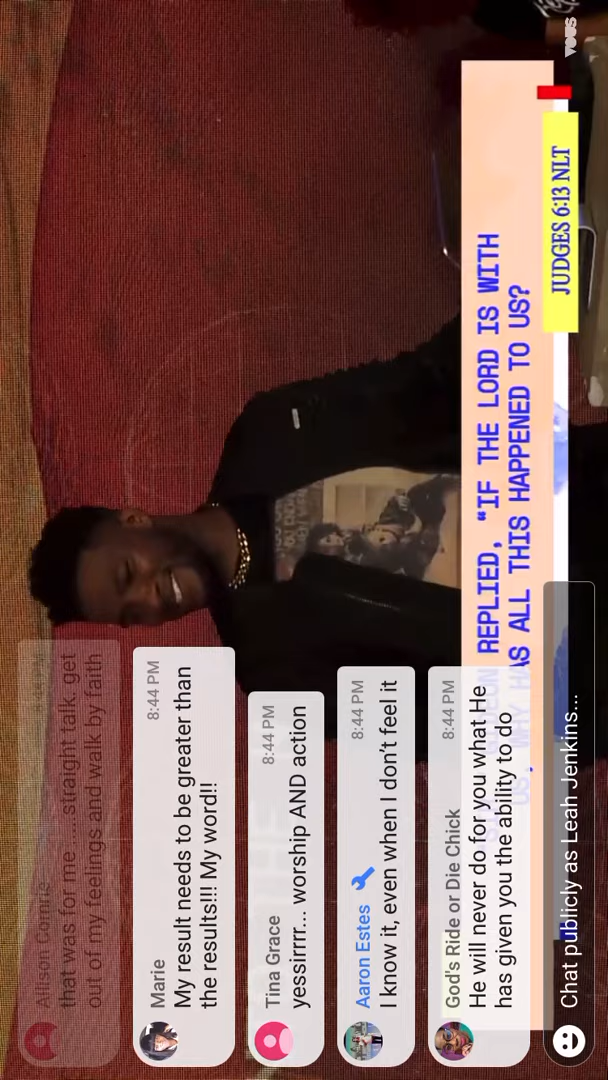 vous
Allison Comrie 8:44 PM
that was for me .....straight talk. get
out of my feelings and walk by faith
Marie 8:44 PM
My result needs to be greater than
the results!!! My word!!
Tina Grace 8:44 PM
yessirrrr... worship AND action
Aaron Estes 8:44 PM
I know it, even when I don't feel it
God's Ride or Die Chick 8:44 PM
He will never do for you what He
has given you the ability to do
REPLIED, “IF THE LORD IS WITH
US, WHY HAS ALL THIS HAPPENED TO US?
JUDGES 6:13 NLT
Chat publicly as Leah Jenkins...